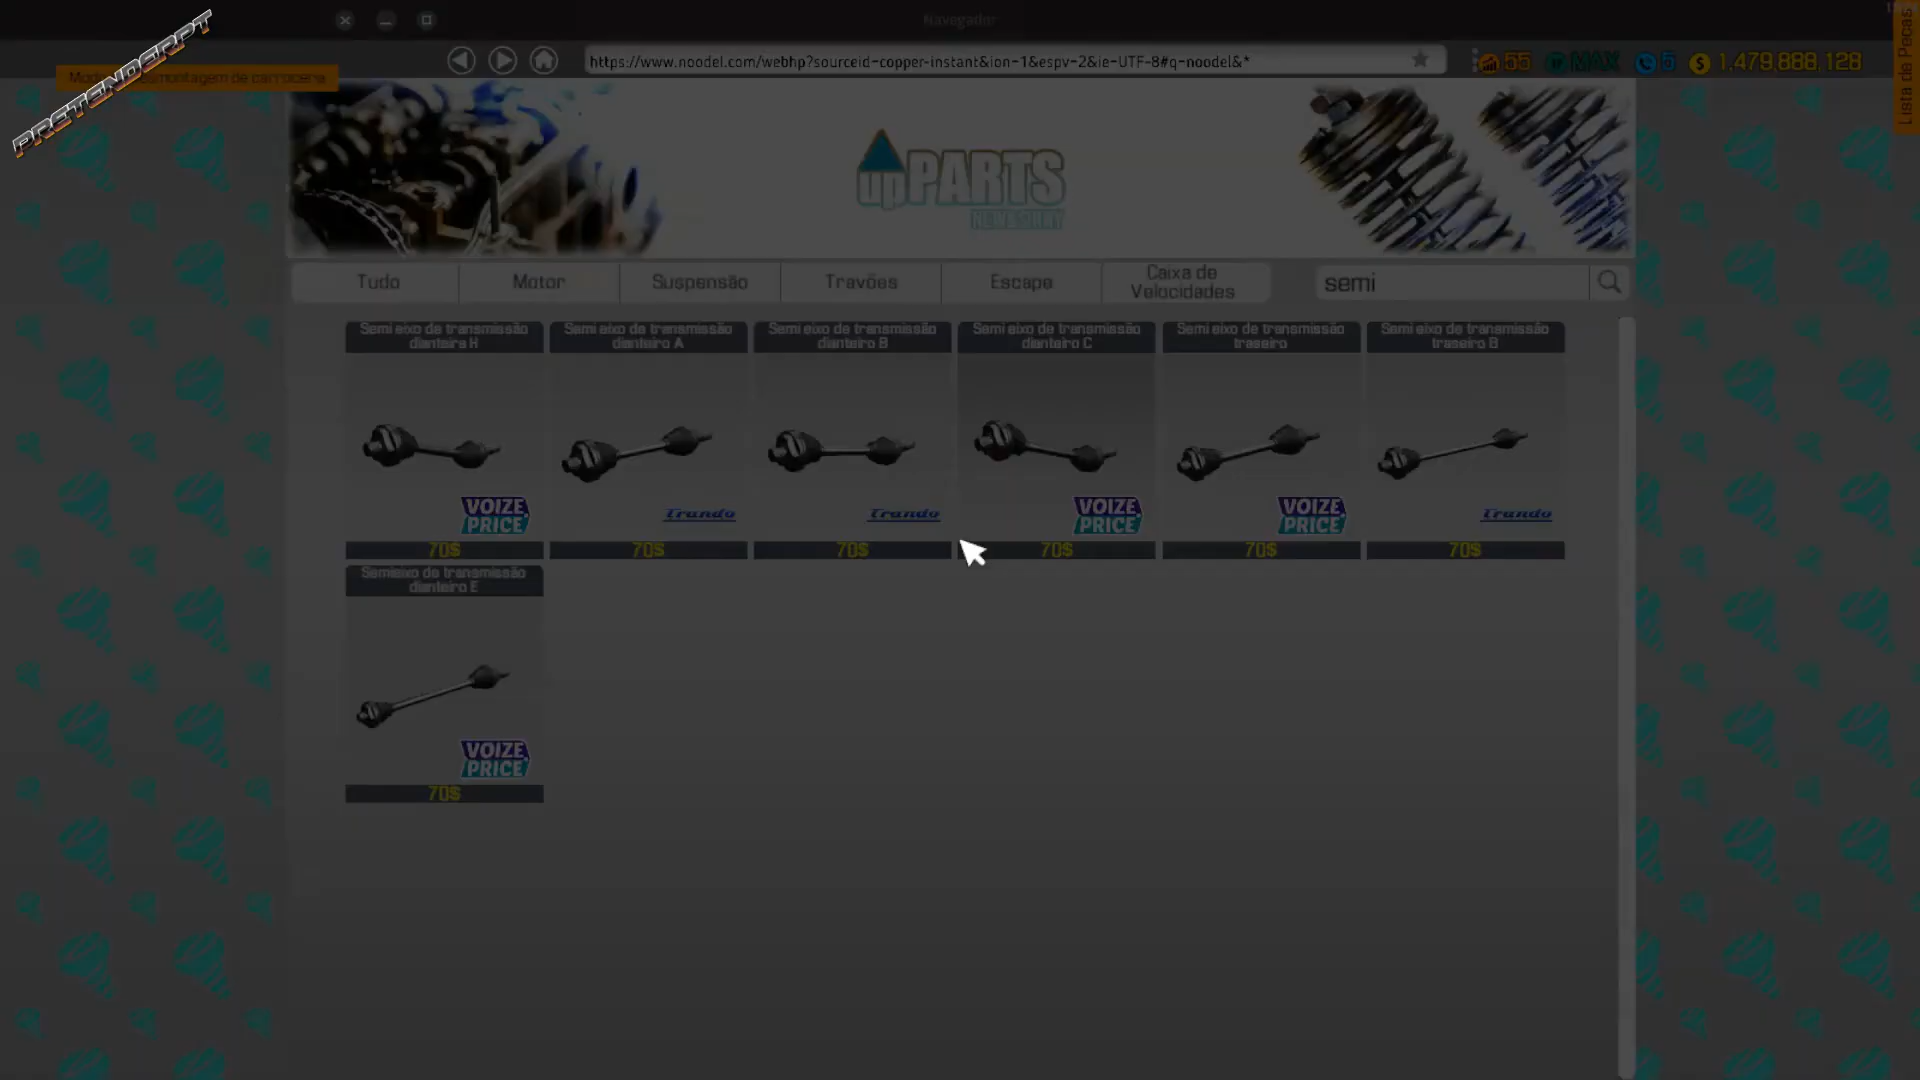 Navegador
PRETENDERPT
https://www.noodel.com/webhp?sourceid-copper-instant&ion-1&espv-2&ie-UTF-8#q-noodel&*
55
MAX
5
$ 1,479,888,128
Lista de Peças
upPARTS
Tudo
Motor
Suspensão
Travões
Escape
Caixa de
Velocidades
semi
Semi eixo de transmissão
dianteira H
Semi eixo de transmissão
dianteiro A
Semi eixo de transmissão
dianteiro B
Semi eixo de transmissão
dianteiro C
Semi eixo de transmissão
traseiro
Semi eixo de transmissão
traseiro B
VOIZE
PRICE
Trando
Trando
VOIZE
PRICE
VOIZE
PRICE
Trando
70$
70$
70$
70$
70$
70$
Semieixo de transmissão
dianteiro E
VOIZE
PRICE
70$